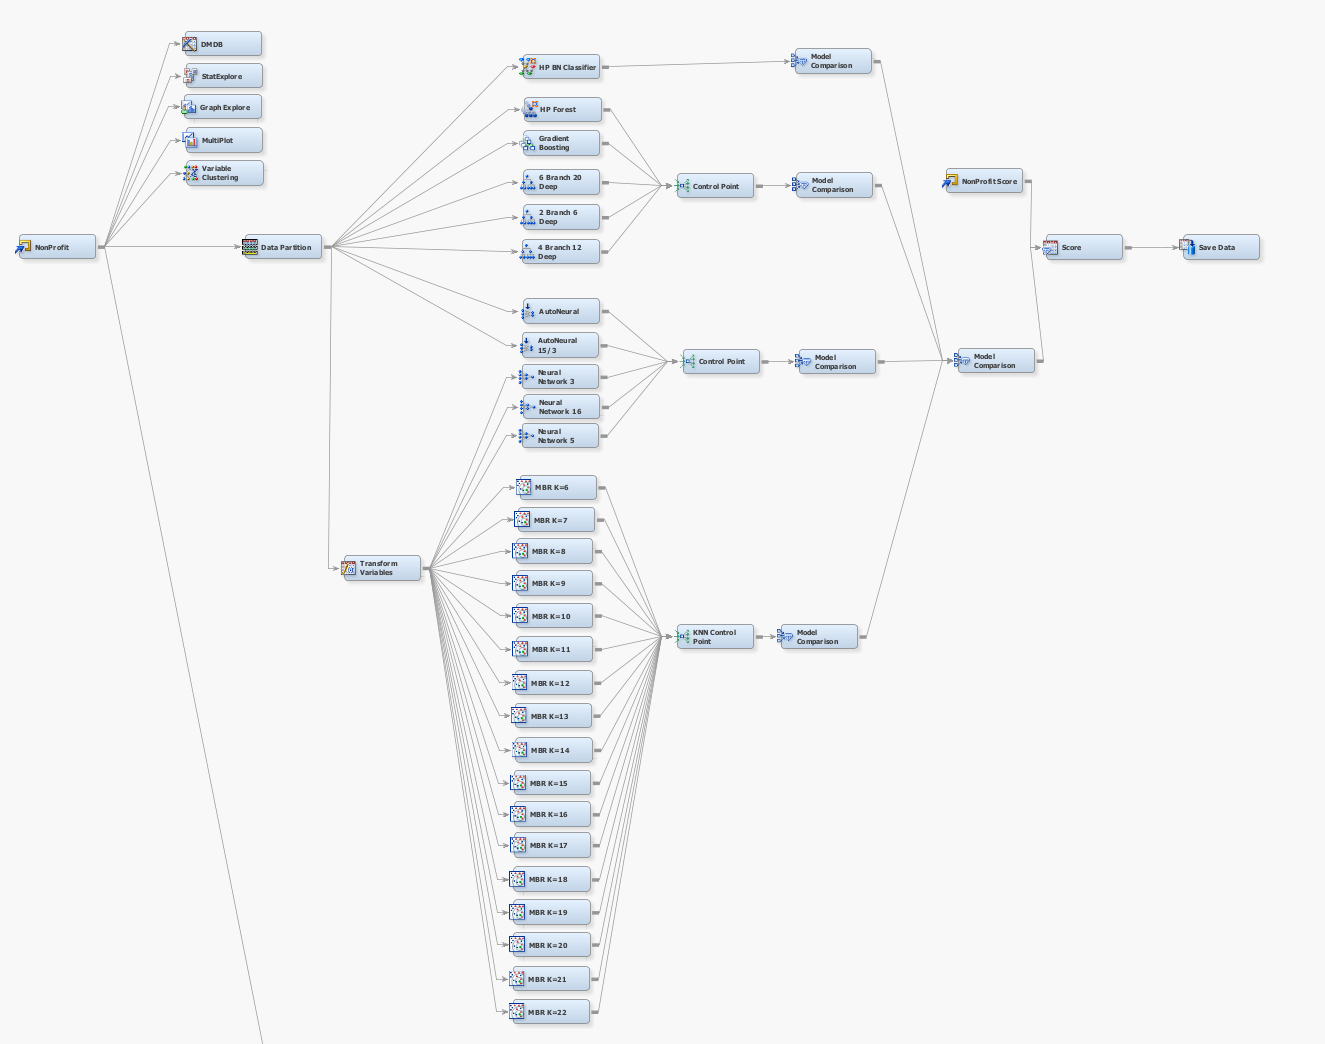 DMDB
StatExplore
Graph Explore
MultiPlot
Variable
Clustering
NonProfit
Data Partition
HP BN Classifier
HP Forest
Gradient
Boosting
6 Branch 20
Deep
2 Branch 6
Deep
4 Branch 12
Deep
AutoNeural
AutoNeural
15/3
Neural
Network 3
Neural
Network 16
Neural
Network 5
Transform
Variables
MBR K=6
MBR K=7
MBR K=8
MBR K=9
MBR K=10
MBR K=11
MBR K=12
MBR K=13
MBR K=14
MBR K=15
MBR K=16
MBR K=17
MBR K=18
MBR K=19
MBR K=20
MBR K=21
MBR K=22
Control Point
Control Point
KNN Control
Point
Model
Comparison
Model
Comparison
Model
Comparison
Model
Comparison
NonProfitScore
Model
Comparison
Score
Save Data